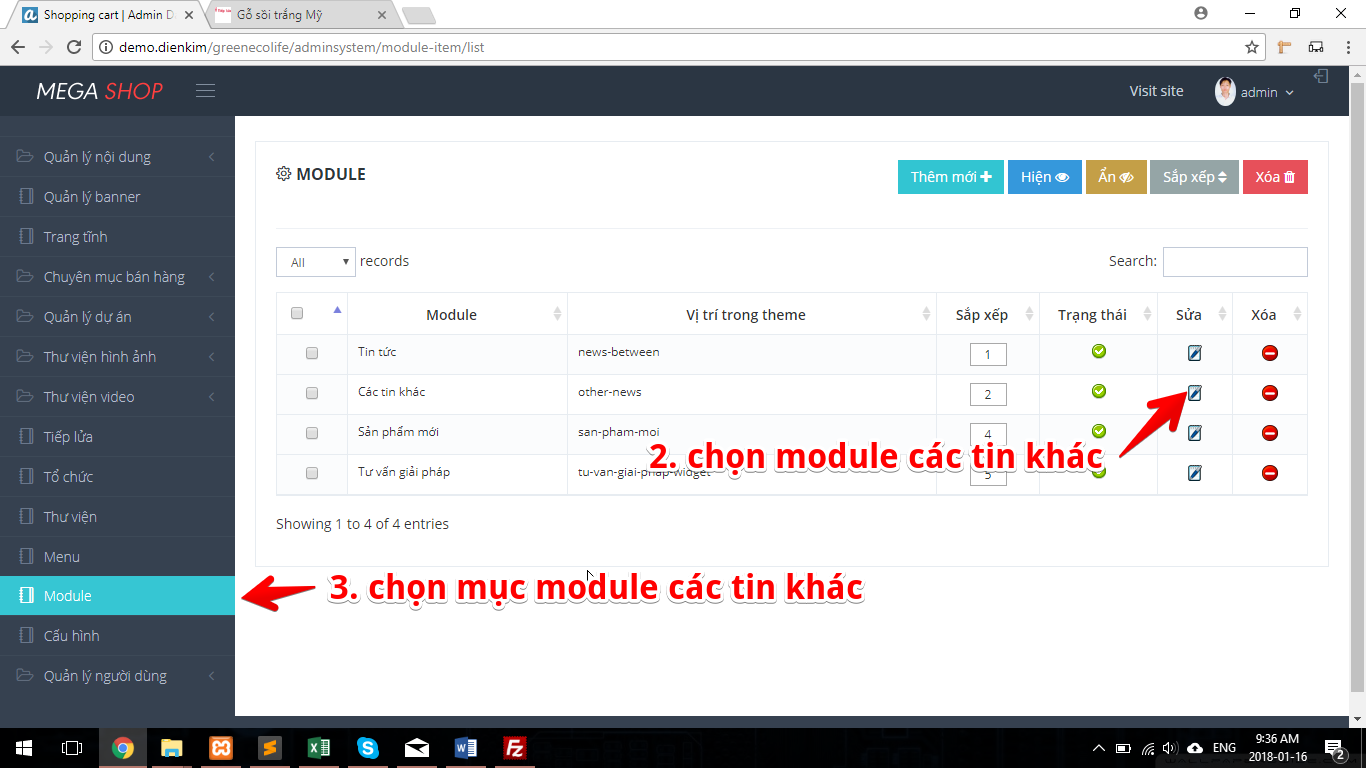 Shopping cart | Admin D
Gỗ sồi trắng Mỹ
demo.dienkim/greenecolife/adminsystem/module-item/list
MEGA SHOP
Visit site
admin
Quản lý nội dung
Quản lý banner
Trang tĩnh
Chuyên mục bán hàng
Quản lý dự án
Thư viện hình ảnh
Thư viện video
Tiếp lửa
Tổ chức
Thư viện
Menu
Module
Cấu hình
Quản lý người dùng
MODULE
Thêm mới
Hiện
Ẩn
Sắp xếp
Xóa
All records
Search:
Module Vị trí trong theme Sắp xếp Trạng thái Sửa Xóa
Tin tức news-between 1
Các tin khác other-news 2
Sản phẩm mới san-pham-moi 4
2. chọn module các tin khác
Tư vấn giải pháp tu-van-giai-phap-widget 5
Showing 1 to 4 of 4 entries
3. chọn mục module các tin khác
ENG
9:36 AM
2018-01-16
2